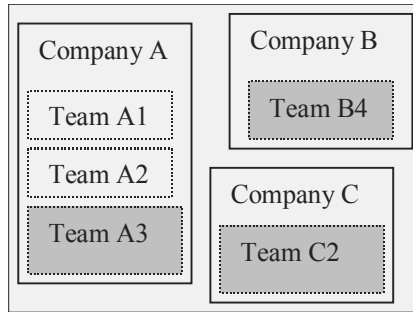 Company A
Team A1
Team A2
Team A3
Company B
Team B4
Company C
Team C2